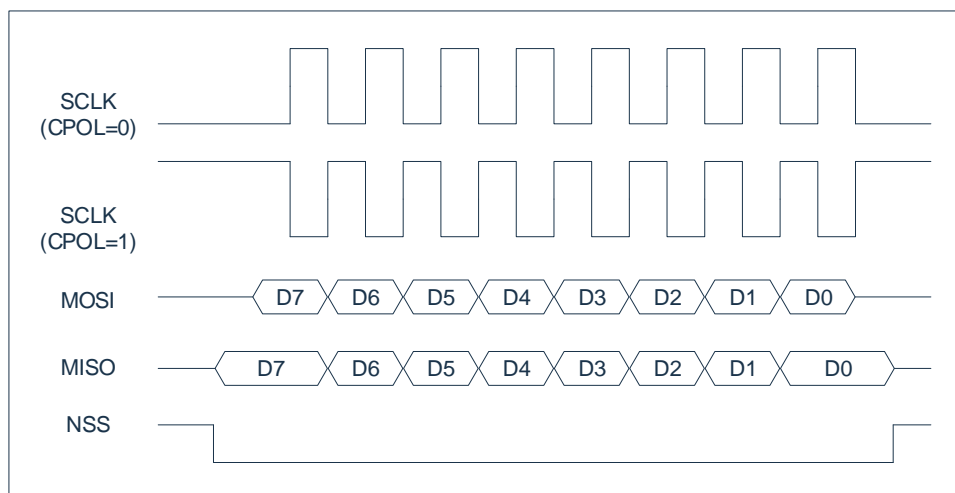 SCLK
(CPOL=0)
SCLK
(CPOL=1)
MOSI
D7 D6 D5 D4 D3 D2 D1 D0
MISO
D7 D6 D5 D4 D3 D2 D1 D0
NSS